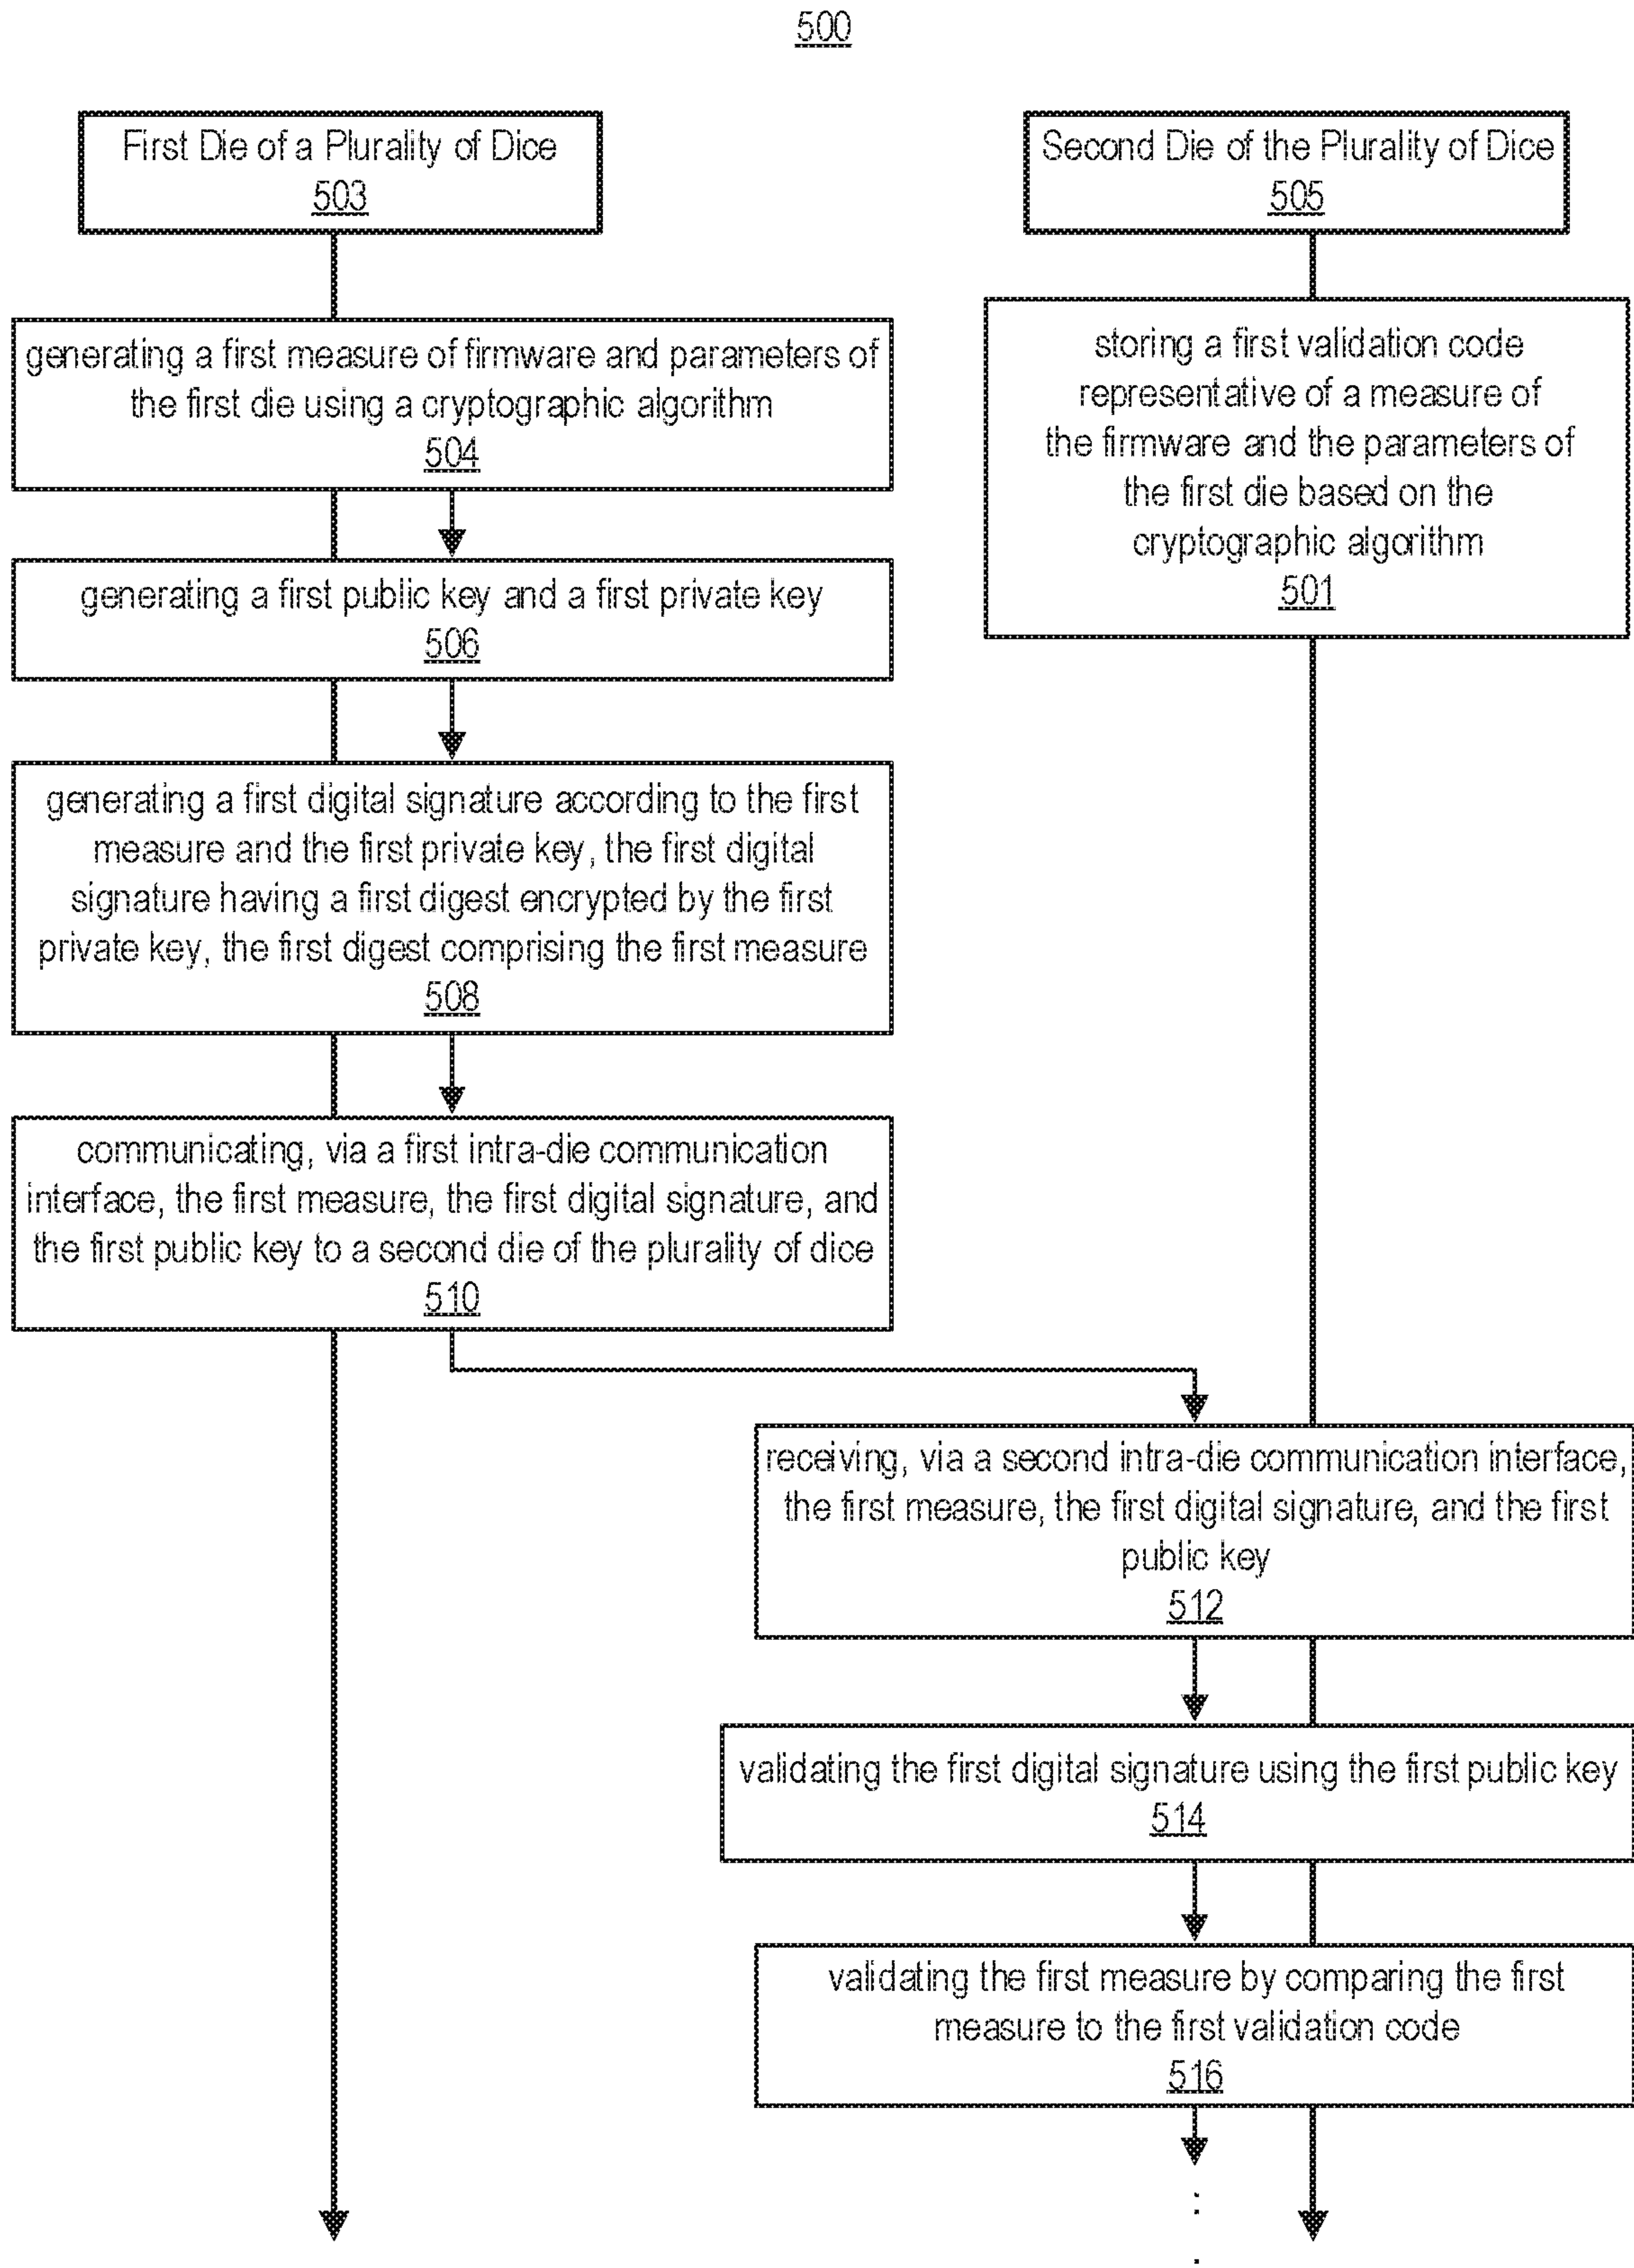 500
First Die of a Plurality of Dice
503
Second Die of the Plurality of Dice
505
generating a first measure of firmware and parameters of
the first die using a cryptographic algorithm
504
storing a first validation code
representative of a measure of
the firmware and the parameters of
the first die based on the
cryptographic algorithm
501
generating a first public key and a first private key
506
generating a first digital signature according to the first
measure and the first private key, the first digital
signature having a first digest encrypted by the first
private key, the first digest comprising the first measure
508
communicating, via a first intra-die communication
interface, the first measure, the first digital signature, and
the first public key to a second die of the plurality of dice
510
receiving, via a second intra-die communication interface,
the first measure, the first digital signature, and the first
public key
512
validating the first digital signature using the first public key
514
validating the first measure by comparing the first
measure to the first validation code
516